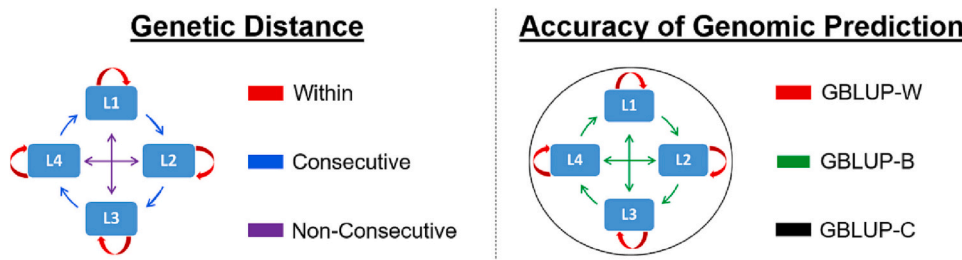 Genetic Distance
L1
L4
L2
L3
Within
Consecutive
Non-Consecutive
Accuracy of Genomic Prediction
L1
L4
L2
L3
GBLUP-W
GBLUP-B
GBLUP-C